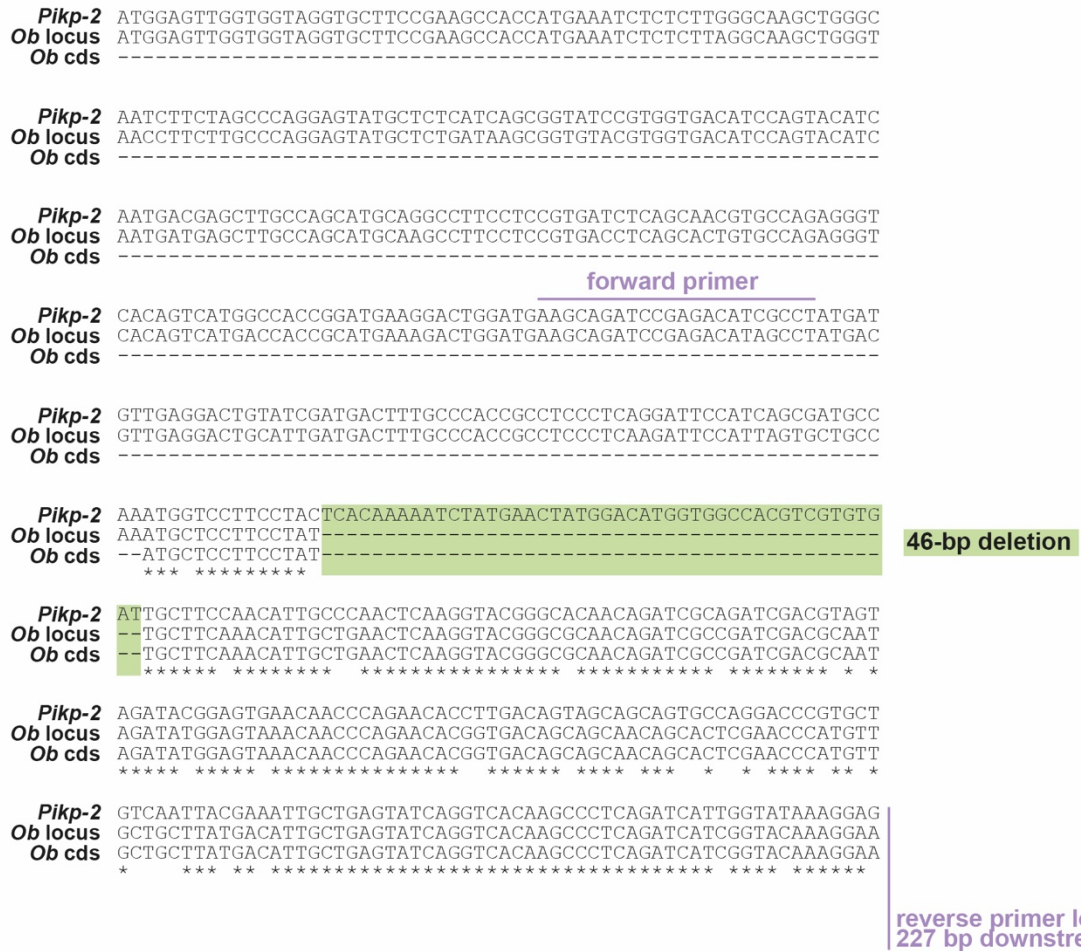 Pikp-2 ATGGAGTTGGTGGTAGGTGCTTCCGAAGCCACCATGAAATCTCTCTTGGGCAAGCTGGGC
Ob locus ATGGAGTTGGTGGTAGGTGCTTCCGAAGCCACCATGAAATCTCTCTTAGGCAAGCTGGGT
Ob cds ------------------------------------------------------------
Pikp-2 AATCTTCTAGCCCAGGAGTATGCTCTCATCAGCGGTATCCGTGGTGACATCCAGTACATC
Ob locus AACCTTCTTGCCCAGGAGTATGCTCTGATAAGCGGTGTACGTGGTGACATCCAGTACATC
Ob cds ------------------------------------------------------------
Pikp-2 AATGACGAGCTTGCCAGCATGCAGGCCTTCCTCCGTGATCTCAGCAACGTGCCAGAGGGT
Ob locus AATGATGAGCTTGCCAGCATGCAAGCCTTCCTCCGTGACCTCAGCACTGTGCCAGAGGGT
Ob cds ------------------------------------------------------------
forward primer
Pikp-2 CACAGTCATGGCCACCGGATGAAGGACTGGATGAAGCAGATCCGAGACATCGCCTATGAT
Ob locus CACAGTCATGACCACCGCATGAAAGACTGGATGAAGCAGATCCGAGACATAGCCTATGAC
Ob cds ------------------------------------------------------------
Pikp-2 GTTGAGGACTGTATCGATGACTTTGCCCACCGCCTCCCTCAGGATTCCATCAGCGATGCC
Ob locus GTTGAGGACTGCATTGATGACTTTGCCCACCGCCTCCCTCAAGATTCCATTAGTGCTGCC
Ob cds ------------------------------------------------------------
Pikp-2 AAATGGTCCTTCCTACTCACAAAAATCTATGAACTATGGACATGGTGGCCACGTCGTGTG
Ob locus AAATGCTCCTTCCTAT--------------------------------------------
Ob cds --ATGCTCCTTCCTAT--------------------------------------------
*** *********
46-bp deletion
Pikp-2 ATTGCTTCCAACATTGCCCAACTCAAGGTACGGGCACAACAGATCGCAGATCGACGTAGT
Ob locus --TGCTTCAAACATTGCTGAACTCAAGGTACGGGCGCAACAGATCGCCGATCGACGCAAT
Ob cds --TGCTTCAAACATTGCTGAACTCAAGGTACGGGCGCAACAGATCGCCGATCGACGCAAT
****** ******** **************** *********** ******** * *
Pikp-2 AGATACGGAGTGAACAACCCAGAACACCTTGACAGTAGCAGCAGTGCCAGGACCCGTGCT
Ob locus AGATATGGAGTAAACAACCCAGAACACGGTGACAGCAGCAACAGCACTCGAACCCATGTT
Ob cds AGATATGGAGTAAACAACCCAGAACACGGTGACAGCAGCAACAGCACTCGAACCCATGTT
***** ***** *************** ****** **** *** * * **** ** *
Pikp-2 GTCAATTACGAAATTGCTGAGTATCAGGTCACAAGCCCTCAGATCATTGGTATAAAGGAG
Ob locus GCTGCTTATGACATTGCTGAGTATCAGGTCACAAGCCCTCAGATCATCGGTACAAAGGAA
Ob cds GCTGCTTATGACATTGCTGAGTATCAGGTCACAAGCCCTCAGATCATCGGTACAAAGGAA
* *** ** *********************************** **** ******
reverse primer
227 bp